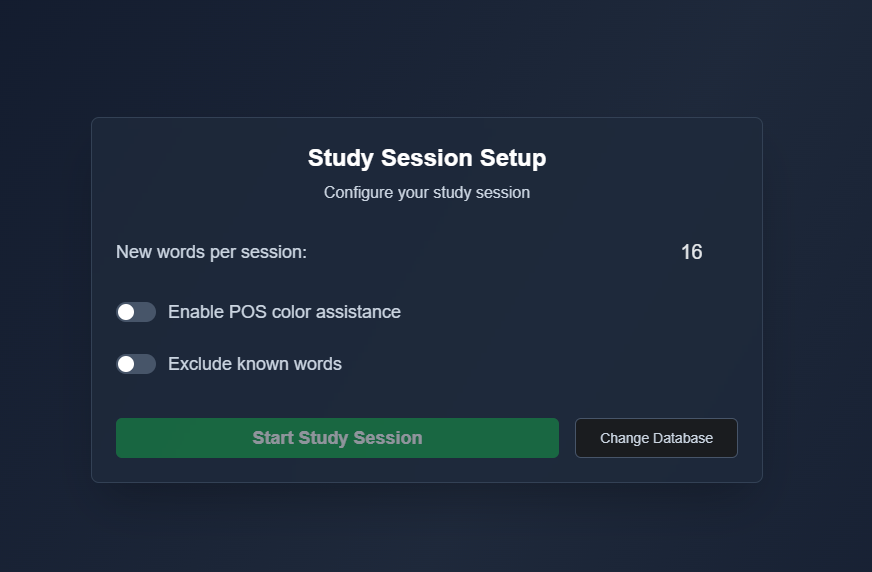 Study Session Setup
Configure your study session
New words per session: 16
Enable POS color assistance
Exclude known words
Start Study Session Change Database